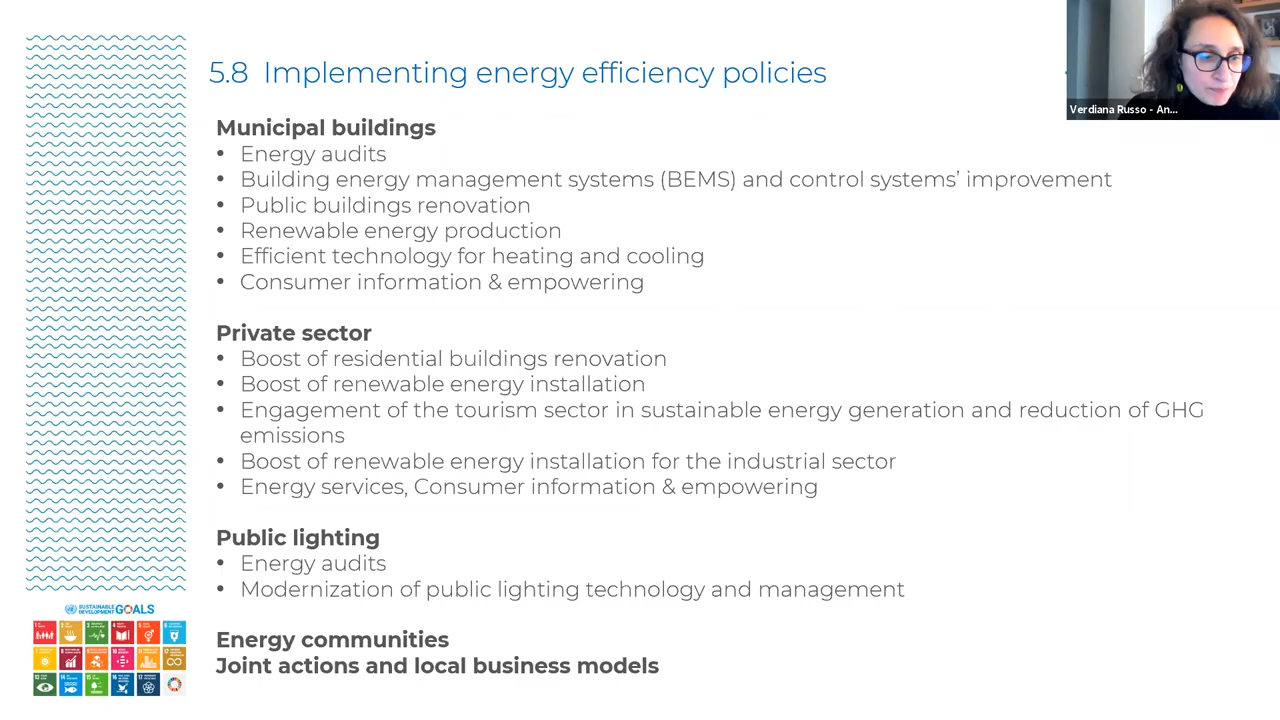 5.8 Implementing energy efficiency policies
Verdiana Russo - An...
Municipal buildings
• Energy audits
• Building energy management systems (BEMS) and control systems’ improvement
• Public buildings renovation
• Renewable energy production
• Efficient technology for heating and cooling
• Consumer information & empowering
Private sector
• Boost of residential buildings renovation
• Boost of renewable energy installation
• Engagement of the tourism sector in sustainable energy generation and reduction of GHG
emissions
• Boost of renewable energy installation for the industrial sector
• Energy services, Consumer information & empowering
Public lighting
• Energy audits
• Modernization of public lighting technology and management
Energy communities
Joint actions and local business models
SUSTAINABLE
DEVELOPMENT GOALS